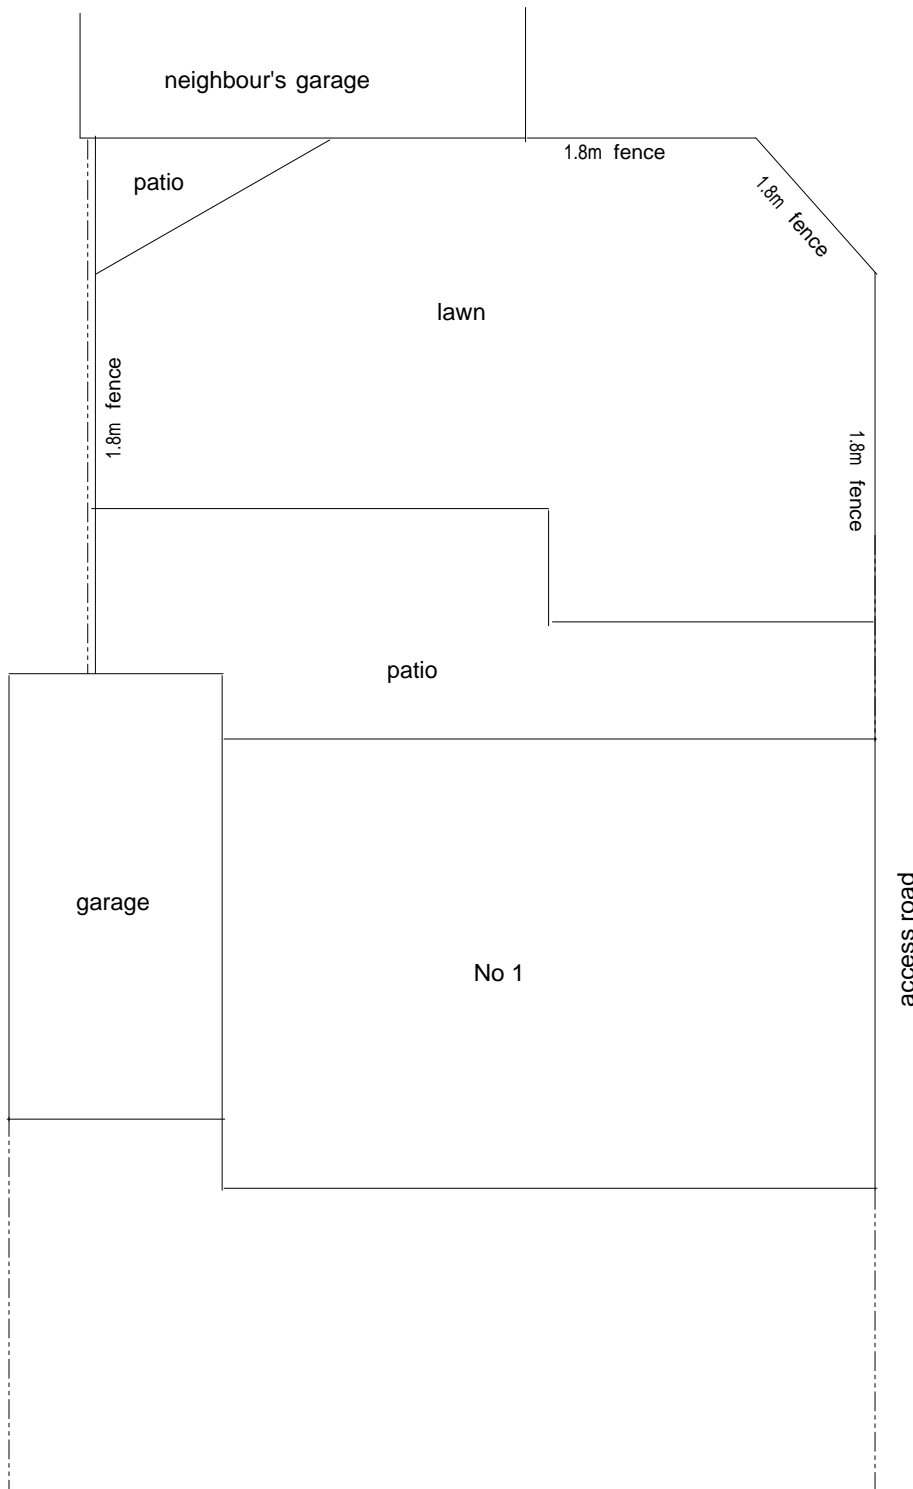 neighbour's garage
1.8m fence
patio
1.8m fence
lawn
1.8m fence
1.8m fence
patio
garage
access road
No 1